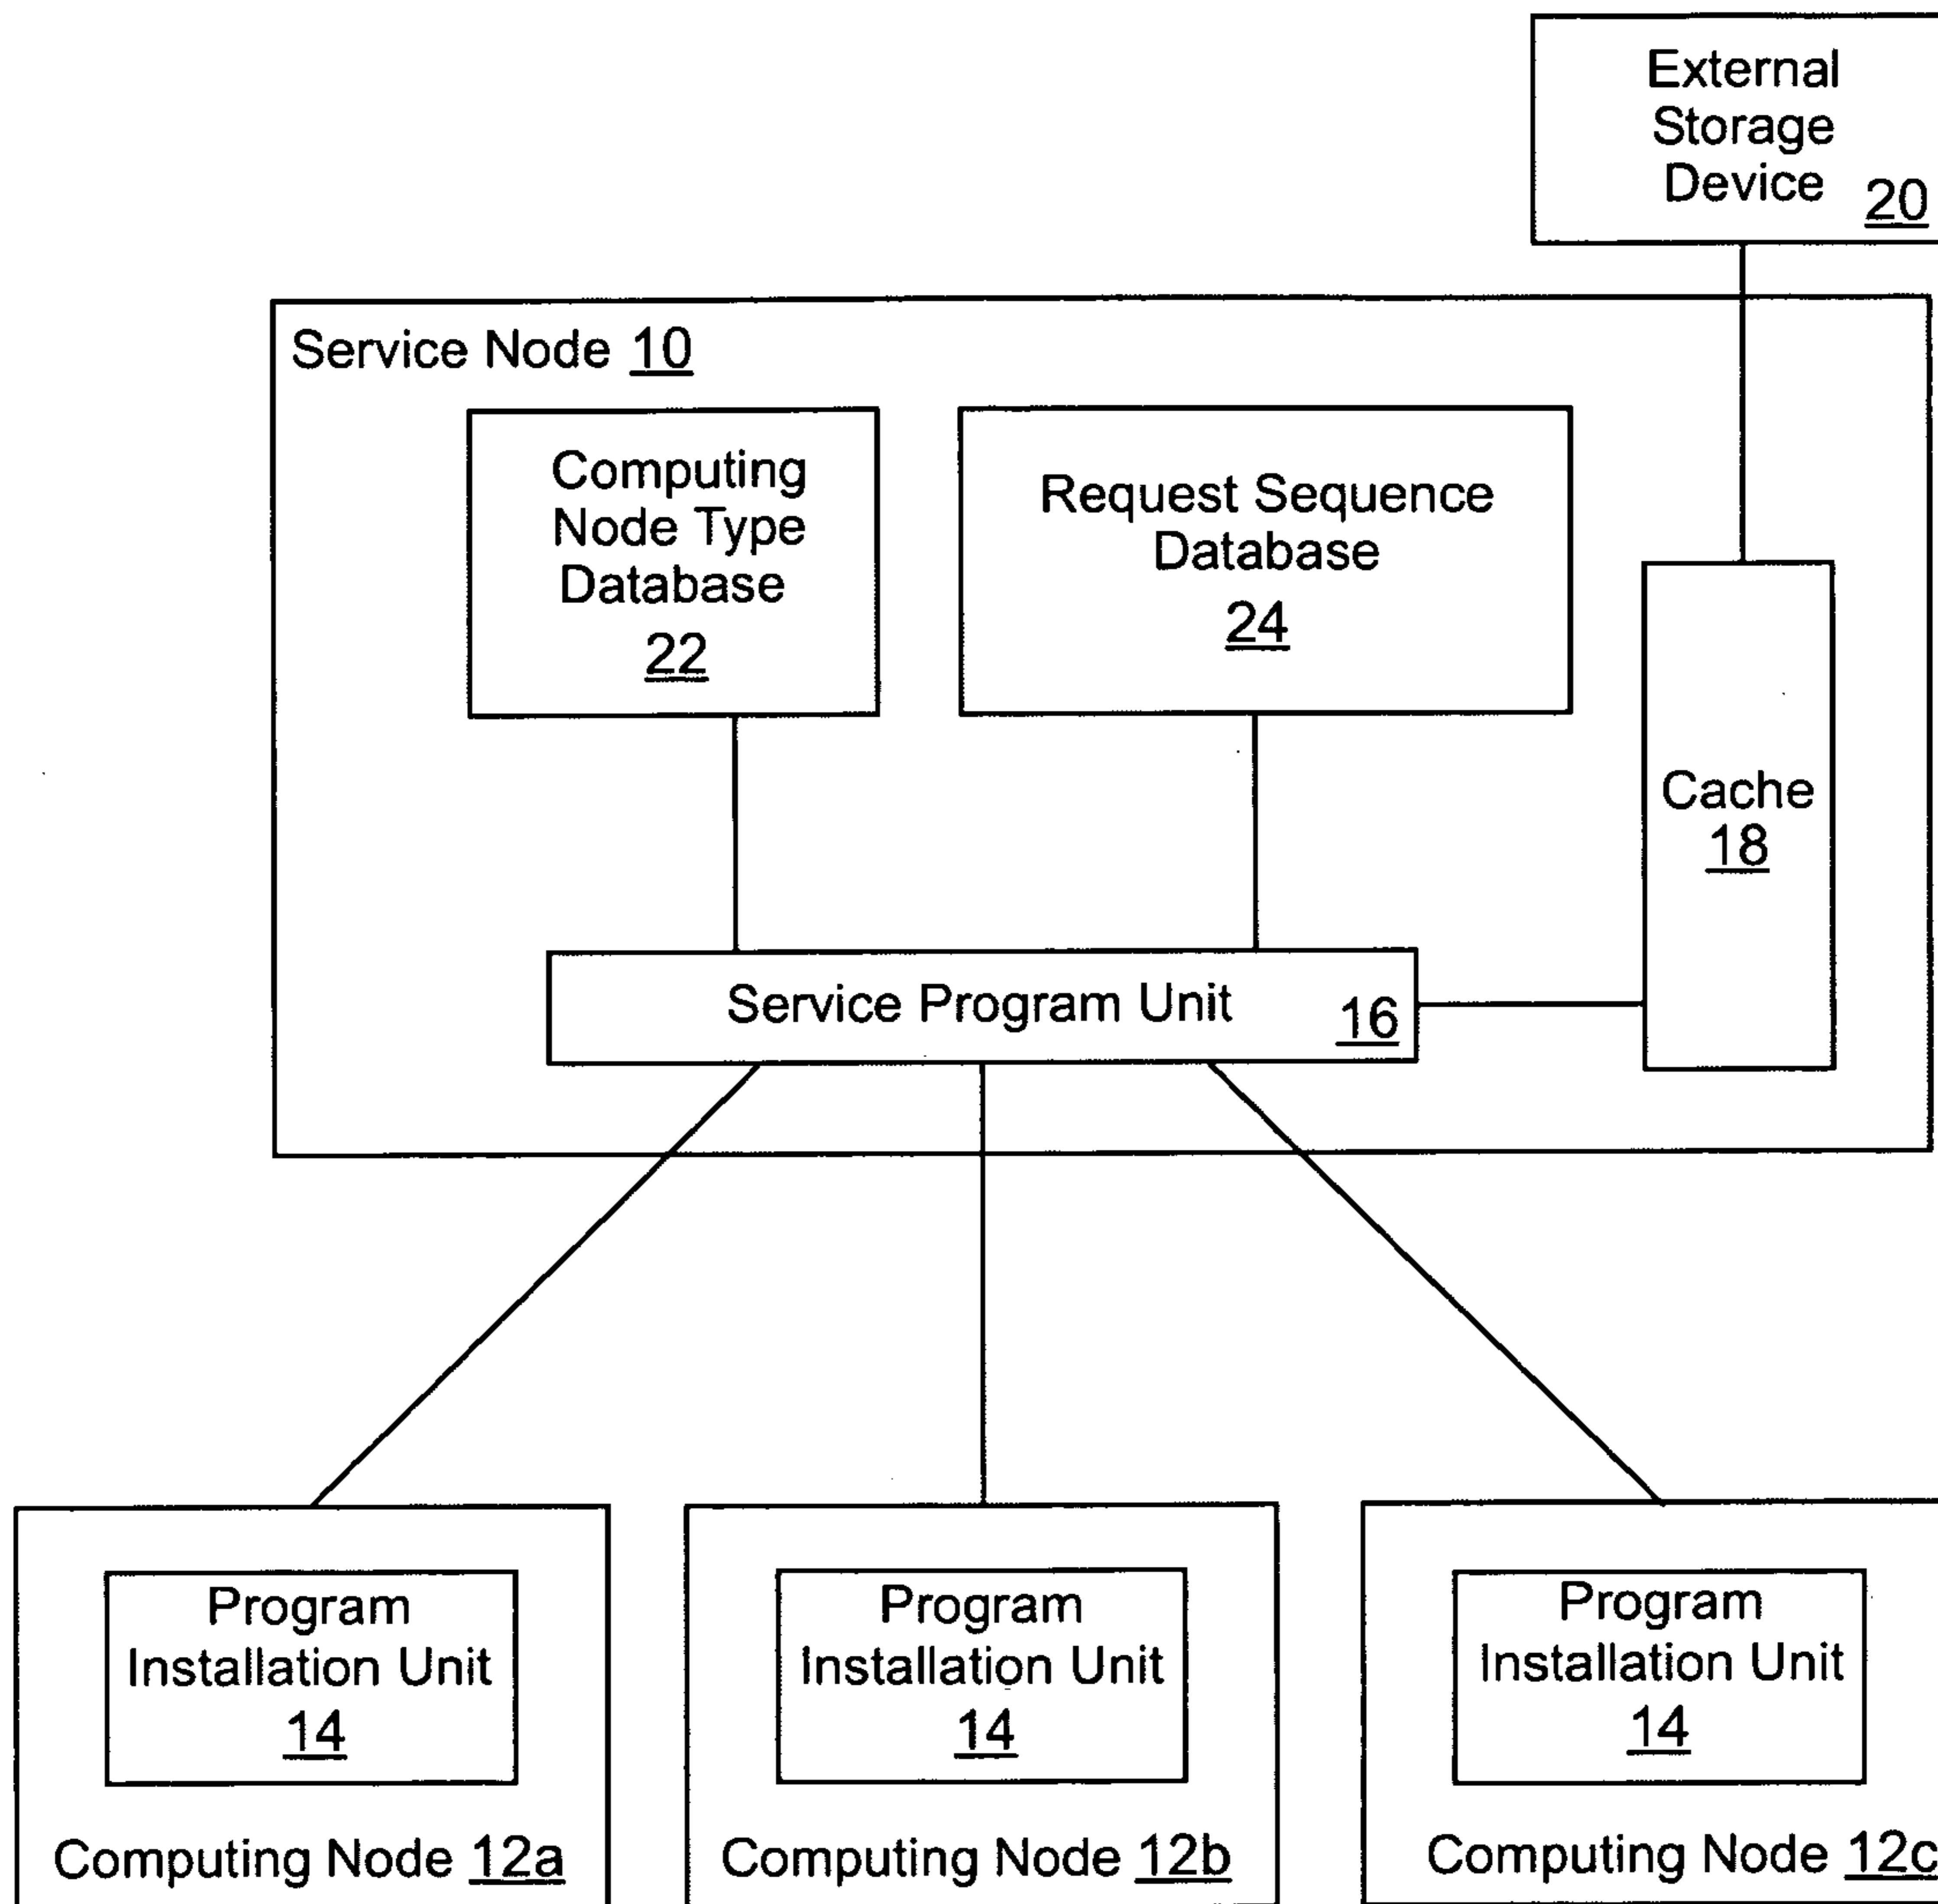 External
Storage
Device 20
Service Node 10
Computing
Node Type
Database
22
Request Sequence
Database
24
Cache
18
Service Program Unit 16
Program
Installation Unit
14
Computing Node 12a
Program
Installation Unit
14
Computing Node 12b
Program
Installation Unit
14
Computing Node 12c